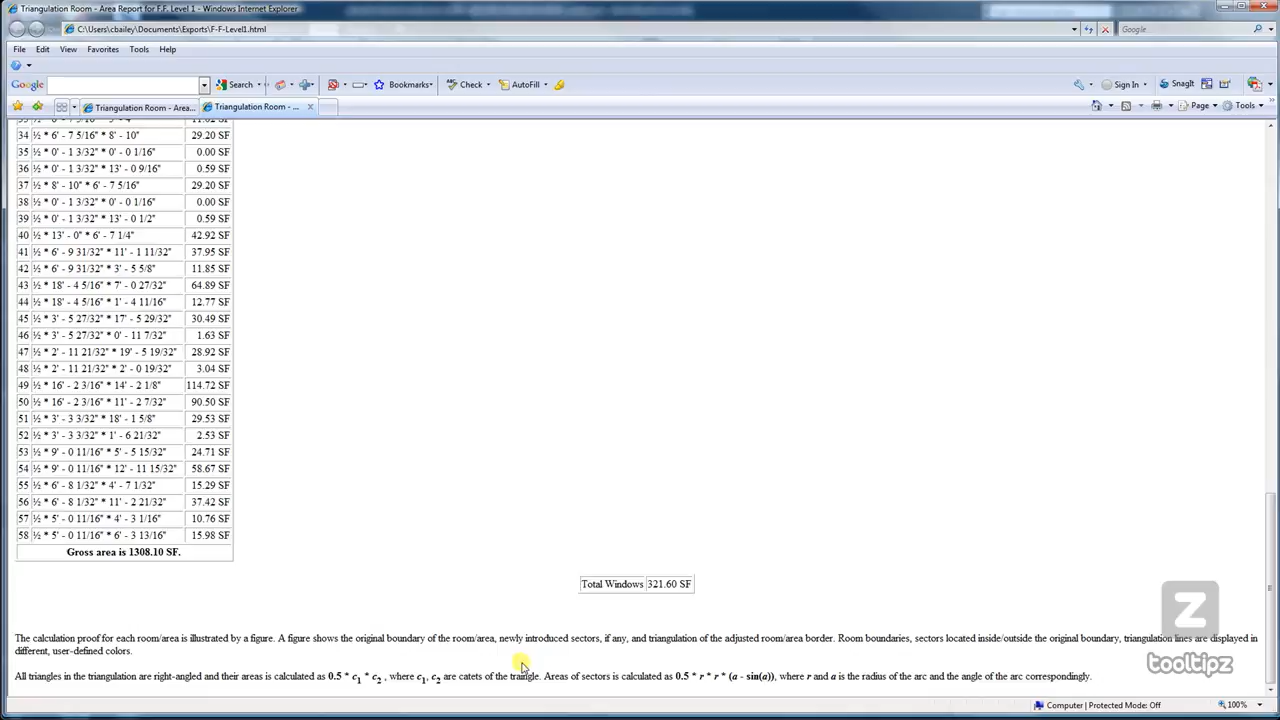 Triangulation Room - Area Report for F.F. Level 1 - Windows Internet Explorer
C:\Users\cbailey\Documents\Exports\F-F-Level1.html
Google
File Edit View Favorites Tools Help
Google Search Bookmarks Check AutoFill Sign In SnagIt
Triangulation Room - Area... Triangulation Room - ... Page Tools
34 ½ * 6' - 7 5/16" * 8' - 10" 29.20 SF
35 ½ * 0' - 1 3/32" * 0' - 0 1/16" 0.00 SF
36 ½ * 0' - 1 3/32" * 13' - 0 9/16" 0.59 SF
37 ½ * 8' - 10" * 6' - 7 5/16" 29.20 SF
38 ½ * 0' - 1 3/32" * 0' - 0 1/16" 0.00 SF
39 ½ * 0' - 1 3/32" * 13' - 0 1/2" 0.59 SF
40 ½ * 13' - 0" * 6' - 7 1/4" 42.92 SF
41 ½ * 6' - 9 31/32" * 11' - 1 11/32" 37.95 SF
42 ½ * 6' - 9 31/32" * 3' - 5 5/8" 11.85 SF
43 ½ * 18' - 4 5/16" * 7' - 0 27/32" 64.89 SF
44 ½ * 18' - 4 5/16" * 1' - 4 11/16" 12.77 SF
45 ½ * 3' - 5 27/32" * 17' - 5 29/32" 30.49 SF
46 ½ * 3' - 5 27/32" * 0' - 11 7/32" 1.63 SF
47 ½ * 2' - 11 21/32" * 19' - 5 19/32" 28.92 SF
48 ½ * 2' - 11 21/32" * 2' - 0 19/32" 3.04 SF
49 ½ * 16' - 2 3/16" * 14' - 2 1/8" 114.72 SF
50 ½ * 16' - 2 3/16" * 11' - 2 7/32" 90.50 SF
51 ½ * 3' - 3 3/32" * 18' - 1 5/8" 29.53 SF
52 ½ * 3' - 3 3/32" * 1' - 6 21/32" 2.53 SF
53 ½ * 9' - 0 11/16" * 5' - 5 15/32" 24.71 SF
54 ½ * 9' - 0 11/16" * 12' - 11 15/32" 58.67 SF
55 ½ * 6' - 8 1/32" * 4' - 7 1/32" 15.29 SF
56 ½ * 6' - 8 1/32" * 11' - 2 21/32" 37.42 SF
57 ½ * 5' - 0 11/16" * 4' - 3 1/16" 10.76 SF
58 ½ * 5' - 0 11/16" * 6' - 3 13/16" 15.98 SF
Gross area is 1308.10 SF.
Total Windows 321.60 SF
Z
tooltipz
The calculation proof for each room/area is illustrated by a figure. A figure shows the original boundary of the room/area, newly introduced sectors, if any, and triangulation of the adjusted room/area border. Room boundaries, sectors located inside/outside the original boundary, triangulation lines are displayed in
different, user-defined colors.
All triangles in the triangulation are right-angled and their areas is calculated as 0.5 * c1 * c2 , where c1, c2 are catets of the traingle. Areas of sectors is calculated as 0.5 * r * r * (a - sin(a)), where r and a is the radius of the arc and the angle of the arc correspondingly.
Computer | Protected Mode: Off 100%